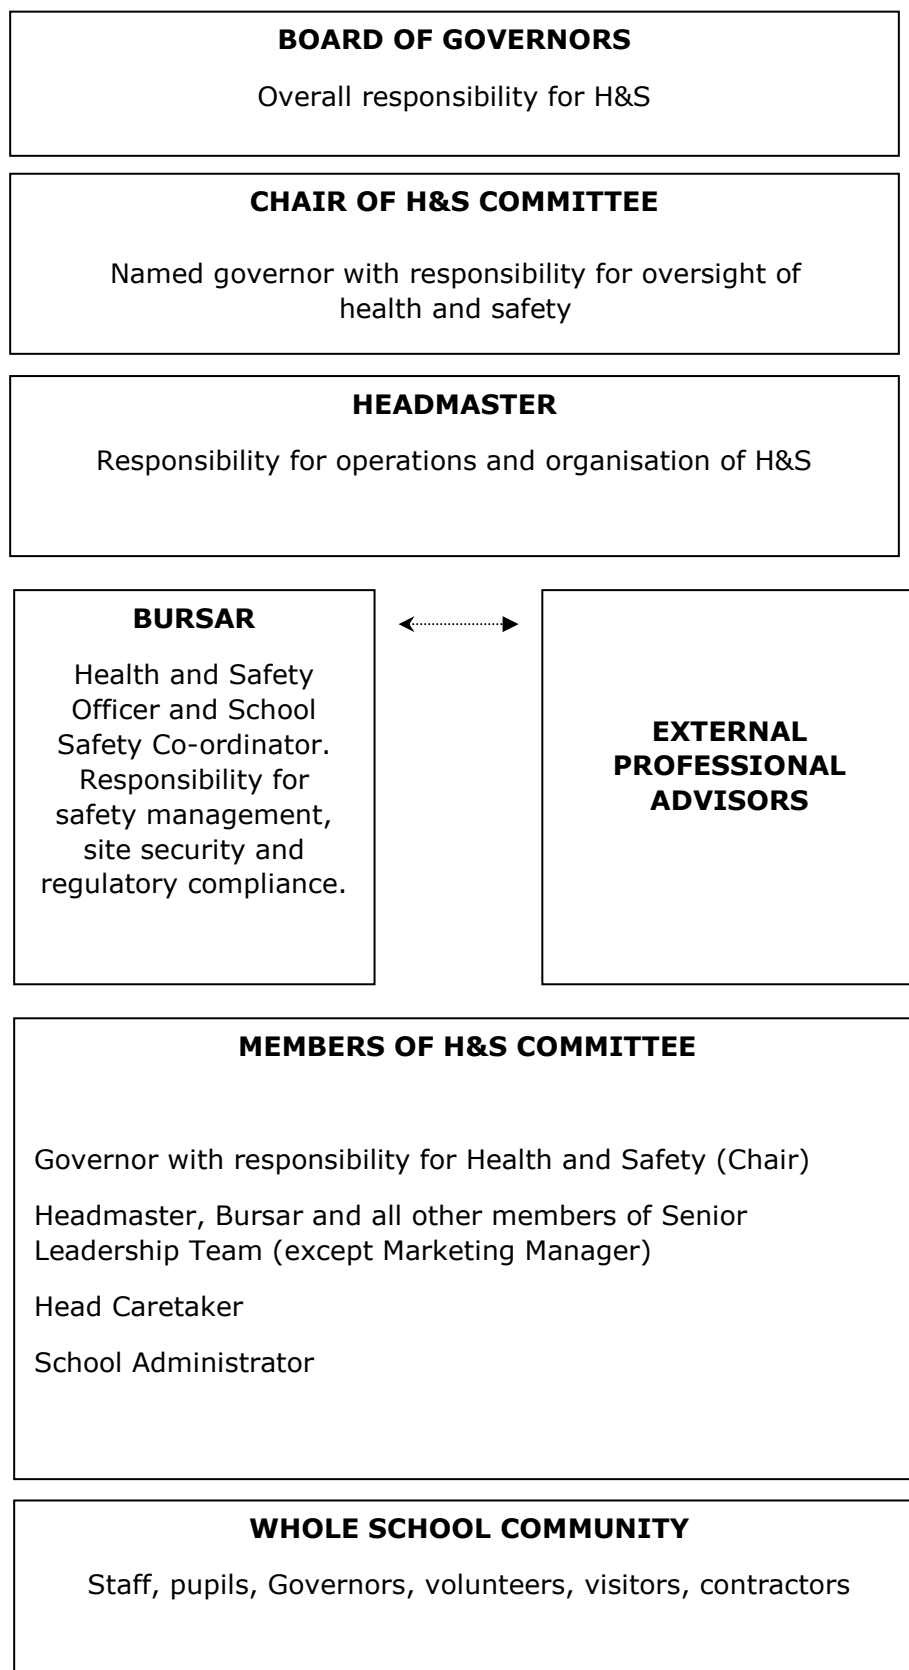 BOARD OF GOVERNORS
Overall responsibility for H&S
CHAIR OF H&S COMMITTEE
Named governor with responsibility for oversight of
health and safety
HEADMASTER
Responsibility for operations and organisation of H&S
BURSAR
Health and Safety
Officer and School
Safety Co-ordinator.
Responsibility for
safety management,
site security and
regulatory compliance.
EXTERNAL
PROFESSIONAL
ADVISORS
MEMBERS OF H&S COMMITTEE
Governor with responsibility for Health and Safety (Chair)
Headmaster, Bursar and all other members of Senior
Leadership Team (except Marketing Manager)
Head Caretaker
School Administrator
WHOLE SCHOOL COMMUNITY
Staff, pupils, Governors, volunteers, visitors, contractors